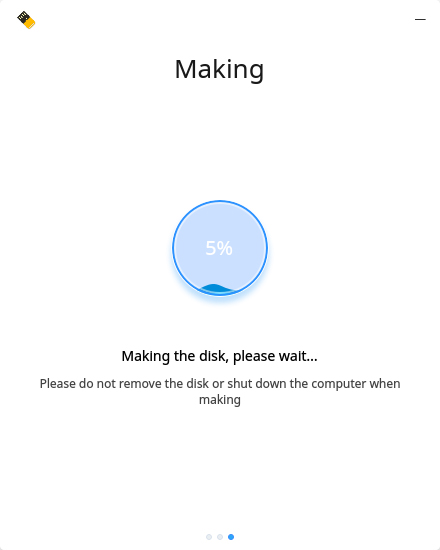 Making
5%
Making the disk, please wait...
Please do not remove the disk or shut down the computer when
making